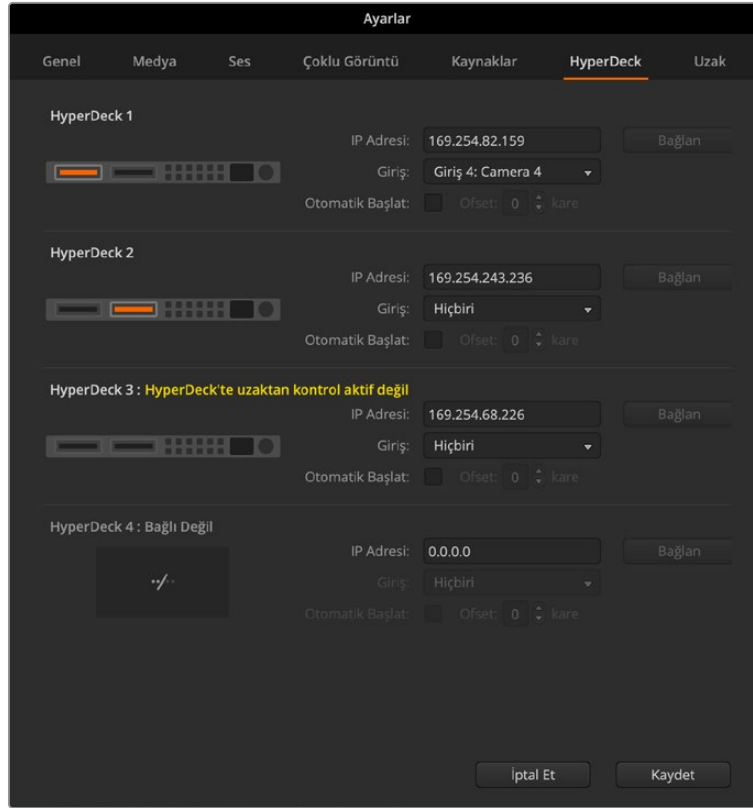 Ayarlar
Genel Medya Ses Çoklu Görüntü Kaynaklar HyperDeck Uzak
HyperDeck 1
IP Adresi: 169.254.82.159 Bağlan
Giriş: Giriş 4: Camera 4
Otomatik Başlat: Ofset: 0 kare
HyperDeck 2
IP Adresi: 169.254.243.236 Bağlan
Giriş: Hiçbiri
Otomatik Başlat: Ofset: 0 kare
HyperDeck 3 : HyperDeck'te uzaktan kontrol aktif değil
IP Adresi: 169.254.68.226 Bağlan
Giriş: Hiçbiri
Otomatik Başlat: Ofset: 0 kare
HyperDeck 4 : Bağlı Değil
IP Adresi: 0.0.0.0 Bağlan
Giriş: Hiçbiri
Otomatik Başlat: Ofset: 0 kare
İptal Et Kaydet